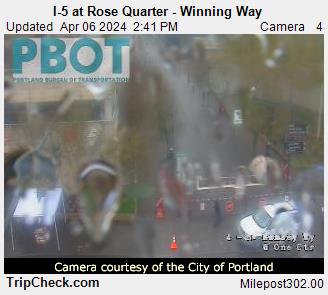 I-5 at Rose Quarter - Winning Way
Updated Apr 06 2024 2:41 PM Camera 4
PBOT
PORTLAND BUREAU OF TRANSPORTATION
Camera courtesy of the City of Portland
TripCheck.com Milepost302.00